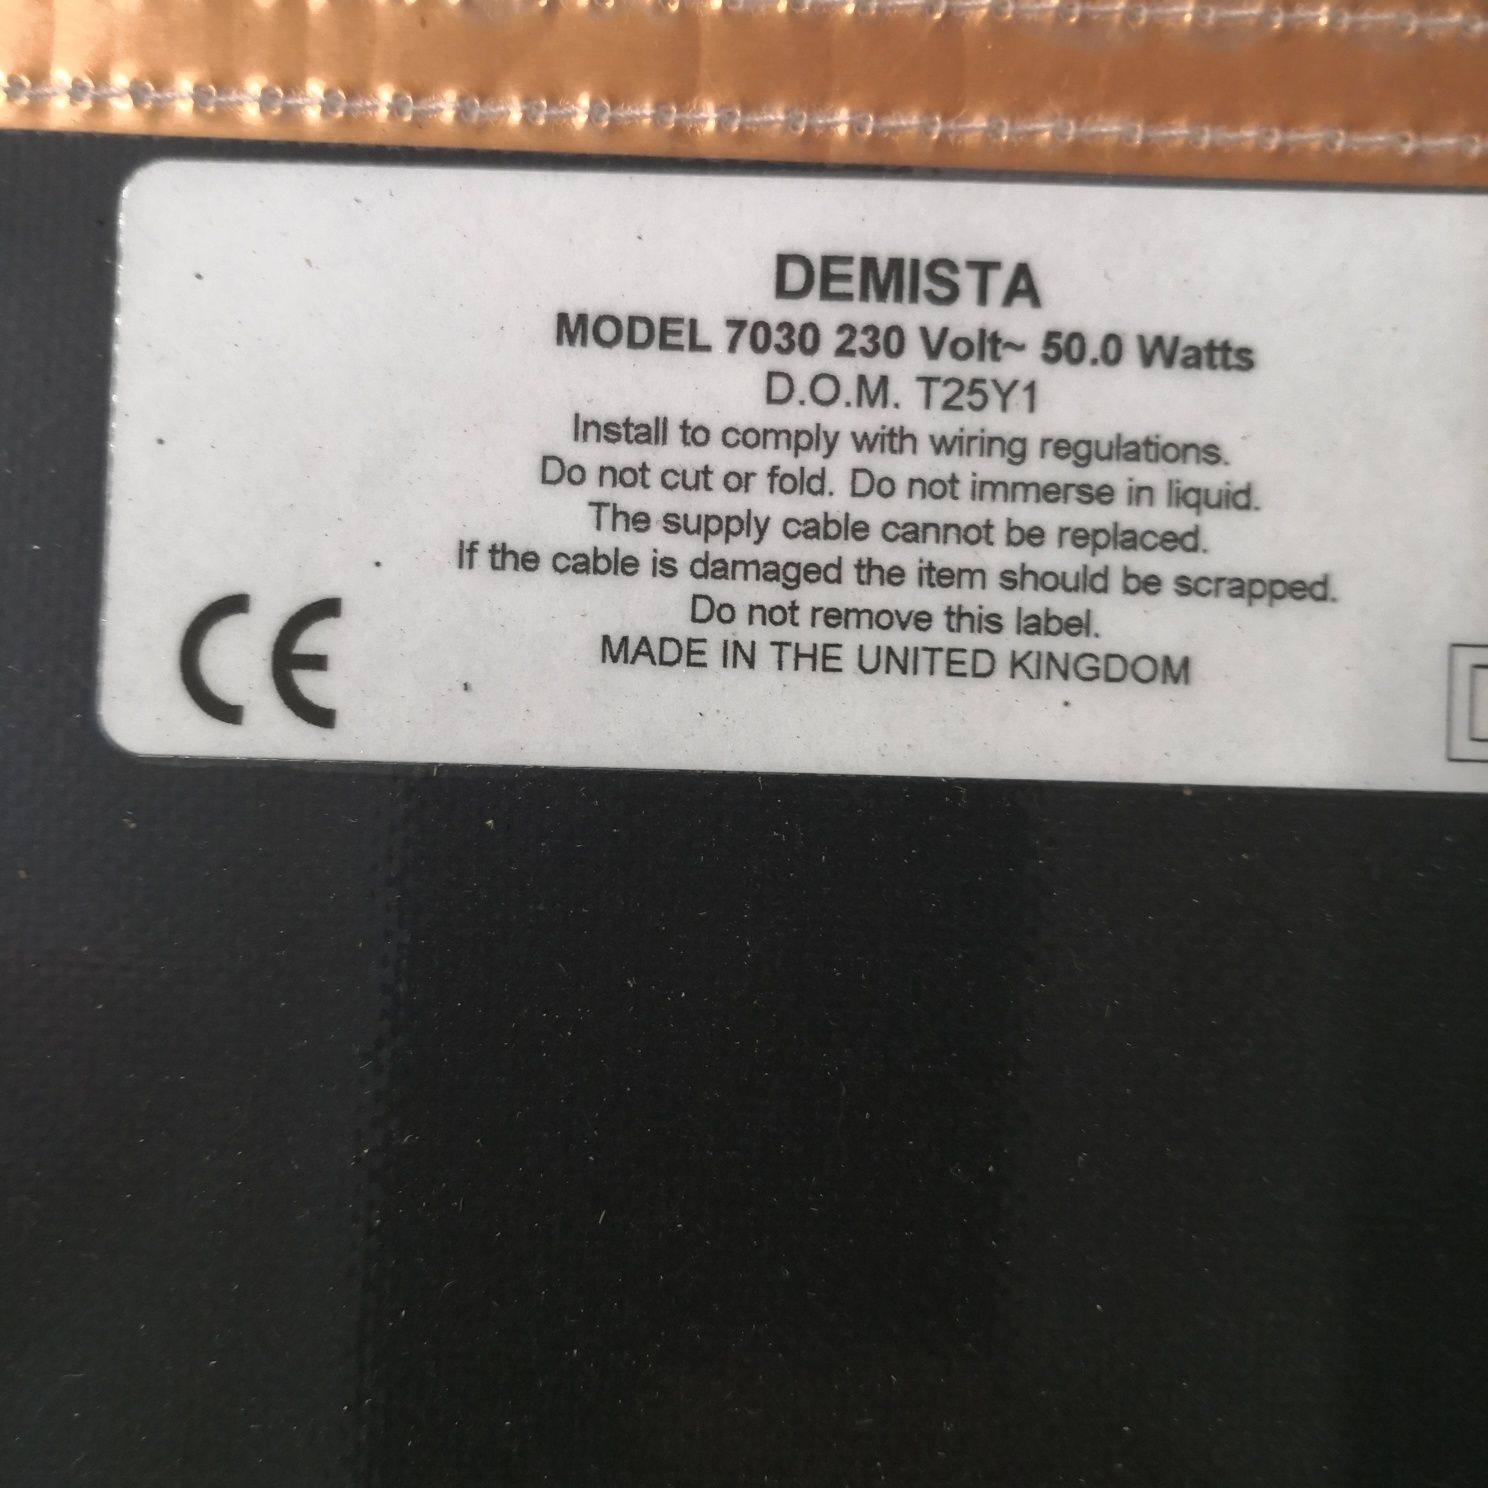 DEMISTA
MODEL 7030 230 Volt~ 50.0 Watts
D.O.M. T25Y1
Install to comply with wiring regulations.
Do not cut or fold. Do not immerse in liquid.
The supply cable cannot be replaced.
If the cable is damaged the item should be scrapped.
Do not remove this label.
MADE IN THE UNITED KINGDOM
CE